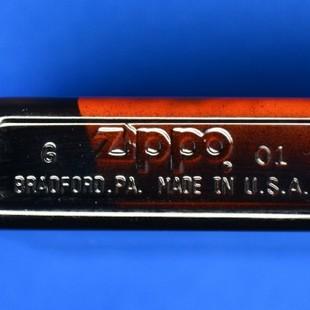 G zippo 01
BRADFORD, PA. MADE IN U.S.A.